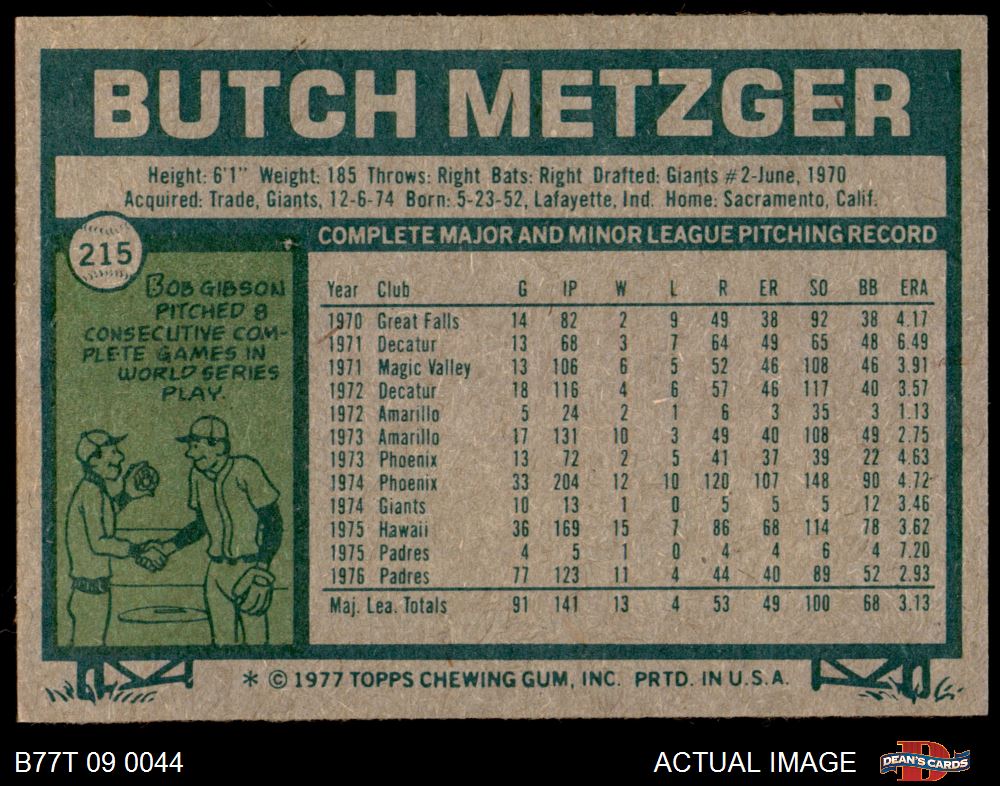 BUTCH METZGER
Height: 6'1" Weight: 185 Throws: Right Bats: Right Drafted: Giants #2-June, 1970
Acquired: Trade, Giants, 12-6-74 Born: 5-23-52, Lafayette, Ind. Home: Sacramento, Calif.
215
BOB GIBSON
PITCHED 8
CONSECUTIVE COM-
PLETE GAMES IN
WORLD SERIES
PLAY.
COMPLETE MAJOR AND MINOR LEAGUE PITCHING RECORD
Year Club G IP W L R ER SO BB ERA
1970 Great Falls 14 82 2 9 49 38 92 38 4.17
1971 Decatur 13 68 3 7 64 49 65 48 6.49
1971 Magic Valley 13 106 6 5 52 46 108 46 3.91
1972 Decatur 18 116 4 6 57 46 117 40 3.57
1972 Amarillo 5 24 2 1 6 3 35 3 1.13
1973 Amarillo 17 131 10 3 49 40 108 49 2.75
1973 Phoenix 13 72 2 5 41 37 39 22 4.63
1974 Phoenix 33 204 12 10 120 107 148 90 4.72
1974 Giants 10 13 1 0 5 5 5 12 3.46
1975 Hawaii 36 169 15 7 86 68 114 78 3.62
1975 Padres 4 5 1 0 4 4 6 4 7.20
1976 Padres 77 123 11 4 44 40 89 52 2.93
Maj. Lea. Totals 91 141 13 4 53 49 100 68 3.13
* © 1977 TOPPS CHEWING GUM, INC. PRTD. IN U.S.A.
B77T 09 0044
ACTUAL IMAGE
D
DEAN'S CARDS